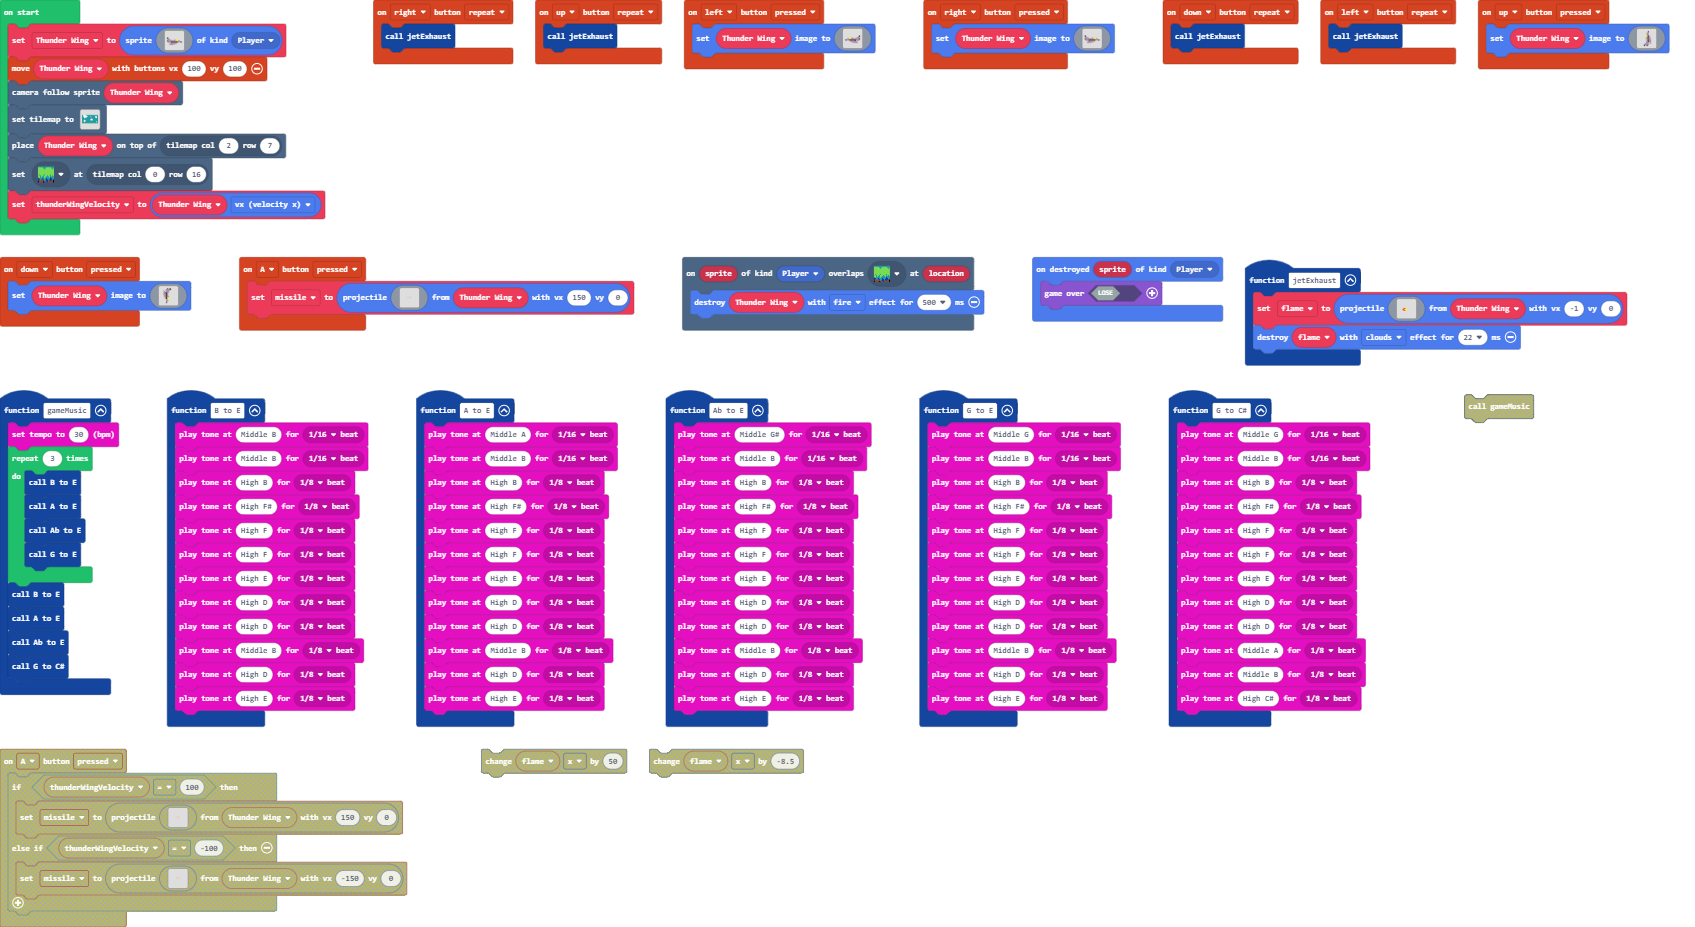 on start
set Thunder Wing to sprite of kind Player
move Thunder Wing with buttons vx 100 vy 100
camera follow sprite Thunder Wing
set tilemap to
place Thunder Wing on top of tilemap col 2 row 7
set at tilemap col 0 row 16
set thunderWingVelocity to Thunder Wing vx (velocity x)
on right button repeat
call jetExhaust
on up button repeat
call jetExhaust
on left button pressed
set Thunder Wing image to
on right button pressed
set Thunder Wing image to
on down button repeat
call jetExhaust
on left button repeat
call jetExhaust
on up button pressed
set Thunder Wing image to
on down button pressed
set Thunder Wing image to
on A button pressed
set missile to projectile from Thunder Wing with vx 150 vy 0
on sprite of kind Player overlaps at location
destroy Thunder Wing with fire effect for 500 ms
on destroyed sprite of kind Player
game over LOSE
function jetExhaust
set flame to projectile from Thunder Wing with vx -1 vy 0
destroy flame with clouds effect for 22 ms
function gameMusic
set tempo to 30 (bpm)
repeat 3 times
do
call B to E
call A to E
call Ab to E
call G to E
call B to E
call A to E
call Ab to E
call G to C#
function B to E
play tone at Middle B for 1/16 beat
play tone at Middle B for 1/16 beat
play tone at High B for 1/8 beat
play tone at High F# for 1/8 beat
play tone at High F for 1/8 beat
play tone at High F for 1/8 beat
play tone at High E for 1/8 beat
play tone at High D for 1/8 beat
play tone at High D for 1/8 beat
play tone at Middle B for 1/8 beat
play tone at High D for 1/8 beat
play tone at High E for 1/8 beat
function A to E
play tone at Middle A for 1/16 beat
play tone at Middle B for 1/16 beat
play tone at High B for 1/8 beat
play tone at High F# for 1/8 beat
play tone at High F for 1/8 beat
play tone at High F for 1/8 beat
play tone at High E for 1/8 beat
play tone at High D for 1/8 beat
play tone at High D for 1/8 beat
play tone at Middle B for 1/8 beat
play tone at High D for 1/8 beat
play tone at High E for 1/8 beat
function Ab to E
play tone at Middle G# for 1/16 beat
play tone at Middle B for 1/16 beat
play tone at High B for 1/8 beat
play tone at High F# for 1/8 beat
play tone at High F for 1/8 beat
play tone at High F for 1/8 beat
play tone at High E for 1/8 beat
play tone at High D for 1/8 beat
play tone at High D for 1/8 beat
play tone at Middle B for 1/8 beat
play tone at High D for 1/8 beat
play tone at High E for 1/8 beat
function G to E
play tone at Middle G for 1/16 beat
play tone at Middle B for 1/16 beat
play tone at High B for 1/8 beat
play tone at High F# for 1/8 beat
play tone at High F for 1/8 beat
play tone at High F for 1/8 beat
play tone at High E for 1/8 beat
play tone at High D for 1/8 beat
play tone at High D for 1/8 beat
play tone at Middle B for 1/8 beat
play tone at High D for 1/8 beat
play tone at High E for 1/8 beat
function G to C#
play tone at Middle G for 1/16 beat
play tone at Middle B for 1/16 beat
play tone at High B for 1/8 beat
play tone at High F# for 1/8 beat
play tone at High F for 1/8 beat
play tone at High F for 1/8 beat
play tone at High E for 1/8 beat
play tone at High D for 1/8 beat
play tone at High D for 1/8 beat
play tone at Middle A for 1/8 beat
play tone at Middle B for 1/8 beat
play tone at High C# for 1/8 beat
call gameMusic
on A button pressed
if thunderWingVelocity = 100 then
set missile to projectile from Thunder Wing with vx 150 vy 0
else if thunderWingVelocity = -100 then
set missile to projectile from Thunder Wing with vx -150 vy 0
change flame x by 50
change flame x by -8.5